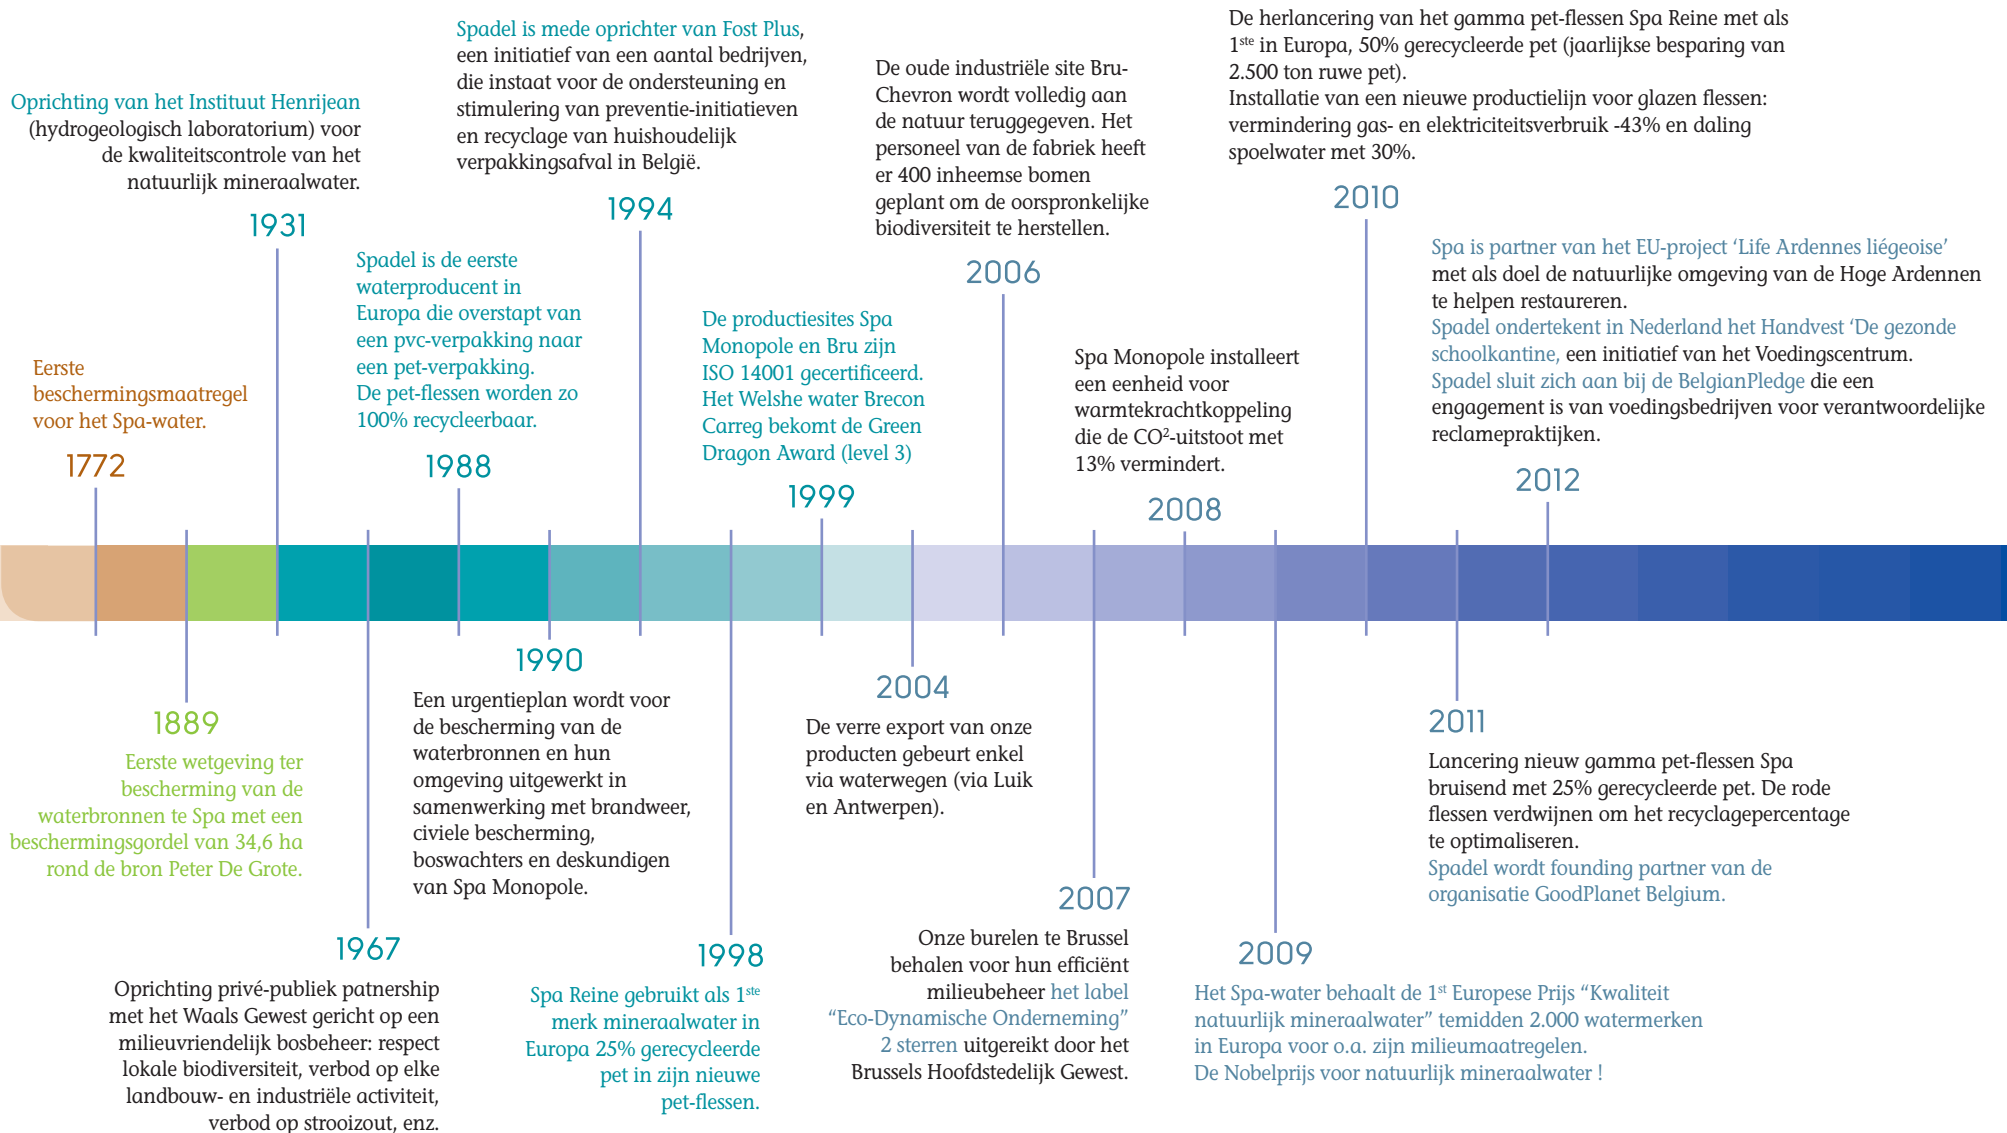 Eerste
beschermingsmaatregel
voor het Spa-water.
1772
1889
Eerste wetgeving ter
bescherming van de
waterbronnen te Spa met een
beschermingsgordel van 34,6 ha
rond de bron Peter De Grote.
Oprichting van het Instituut Henrijean
(hydrogeologisch laboratorium) voor
de kwaliteitscontrole van het
natuurlijk mineraalwater.
1931
1967
Oprichting privé-publiek patnership
met het Waals Gewest gericht op een
milieuvriendelijk bosbeheer: respect
lokale biodiversiteit, verbod op elke
landbouw- en industriële activiteit,
verbod op strooizout, enz.
Spadel is de eerste
waterproducent in
Europa die overstapt van
een pvc-verpakking naar
een pet-verpakking.
De pet-flessen worden zo
100% recycleerbaar.
1988
1990
Een urgentieplan wordt voor
de bescherming van de
waterbronnen en hun
omgeving uitgewerkt in
samenwerking met brandweer,
civiele bescherming,
boswachters en deskundigen
van Spa Monopole.
Spadel is mede oprichter van Fost Plus,
een initiatief van een aantal bedrijven,
die instaat voor de ondersteuning en
stimulering van preventie-initiatieven
en recyclage van huishoudelijk
verpakkingsafval in België.
1994
1998
Spa Reine gebruikt als 1ste
merk mineraalwater in
Europa 25% gerecycleerde
pet in zijn nieuwe
pet-flessen.
De productiesites Spa
Monopole en Bru zijn
ISO 14001 gecertificeerd.
Het Welshe water Brecon
Carreg bekomt de Green
Dragon Award (level 3)
1999
2004
De verre export van onze
producten gebeurt enkel
via waterwegen (via Luik
en Antwerpen).
De oude industriële site Bru-
Chevron wordt volledig aan
de natuur teruggegeven. Het
personeel van de fabriek heeft
er 400 inheemse bomen
geplant om de oorspronkelijke
biodiversiteit te herstellen.
2006
2007
Onze burelen te Brussel
behalen voor hun efficiënt
milieubeheer het label
“Eco-Dynamische Onderneming”
2 sterren uitgereikt door het
Brussels Hoofdstedelijk Gewest.
Spa Monopole installeert
een eenheid voor
warmtekrachtkoppeling
die de CO²-uitstoot met
13% vermindert.
2008
2009
Het Spa-water behaalt de 1st Europese Prijs “Kwaliteit
natuurlijk mineraalwater” temidden 2.000 watermerken
in Europa voor o.a. zijn milieumaatregelen.
De Nobelprijs voor natuurlijk mineraalwater !
De herlancering van het gamma pet-flessen Spa Reine met als
1ste in Europa, 50% gerecycleerde pet (jaarlijkse besparing van
2.500 ton ruwe pet).
Installatie van een nieuwe productielijn voor glazen flessen:
vermindering gas- en elektriciteitsverbruik -43% en daling
spoelwater met 30%.
2010
2011
Lancering nieuw gamma pet-flessen Spa
bruisend met 25% gerecycleerde pet. De rode
flessen verdwijnen om het recyclagepercentage
te optimaliseren.
Spadel wordt founding partner van de
organisatie GoodPlanet Belgium.
Spa is partner van het EU-project ‘Life Ardennes liégeoise’
met als doel de natuurlijke omgeving van de Hoge Ardennen
te helpen restaureren.
Spadel ondertekent in Nederland het Handvest ‘De gezonde
schoolkantine, een initiatief van het Voedingscentrum.
Spadel sluit zich aan bij de BelgianPledge die een
engagement is van voedingsbedrijven voor verantwoordelijke
reclamepraktijken.
2012